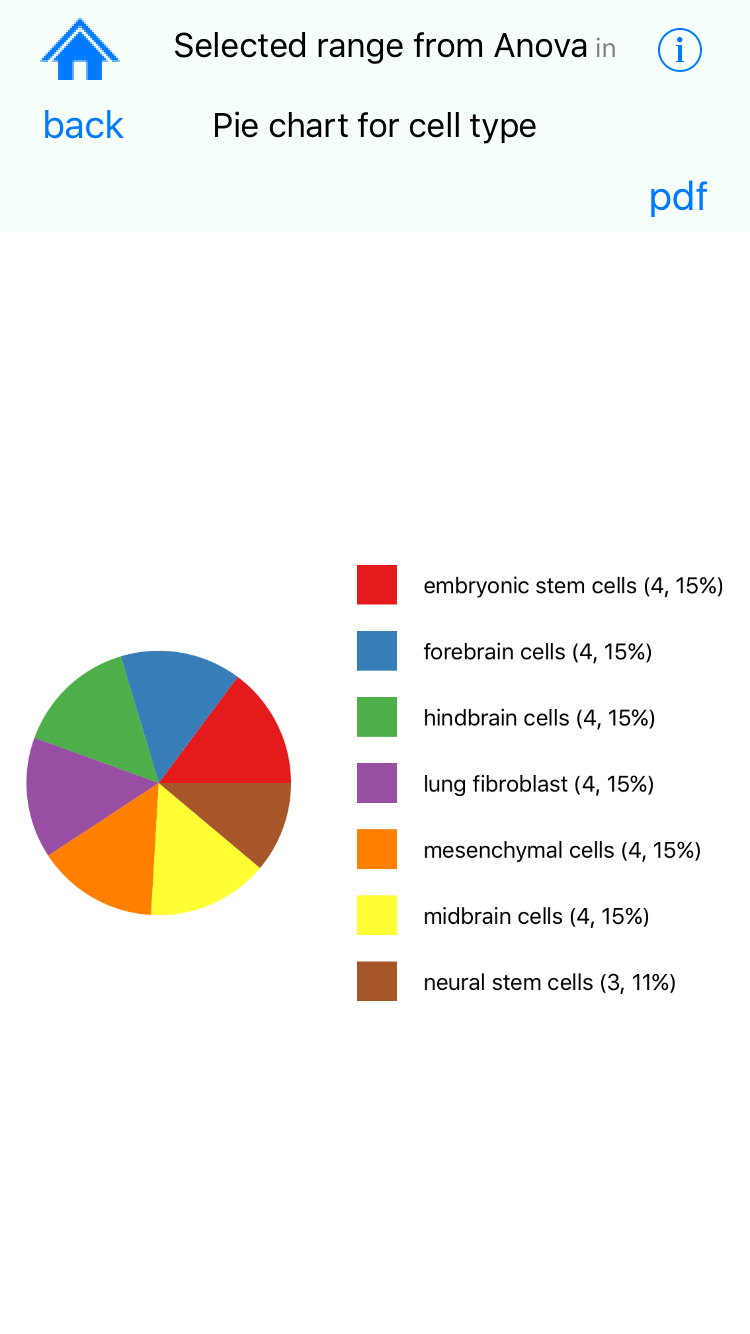 Selected range from Anova in
i
back
Pie chart for cell type
pdf
embryonic stem cells (4, 15%)
forebrain cells (4, 15%)
hindbrain cells (4, 15%)
lung fibroblast (4, 15%)
mesenchymal cells (4, 15%)
midbrain cells (4, 15%)
neural stem cells (3, 11%)